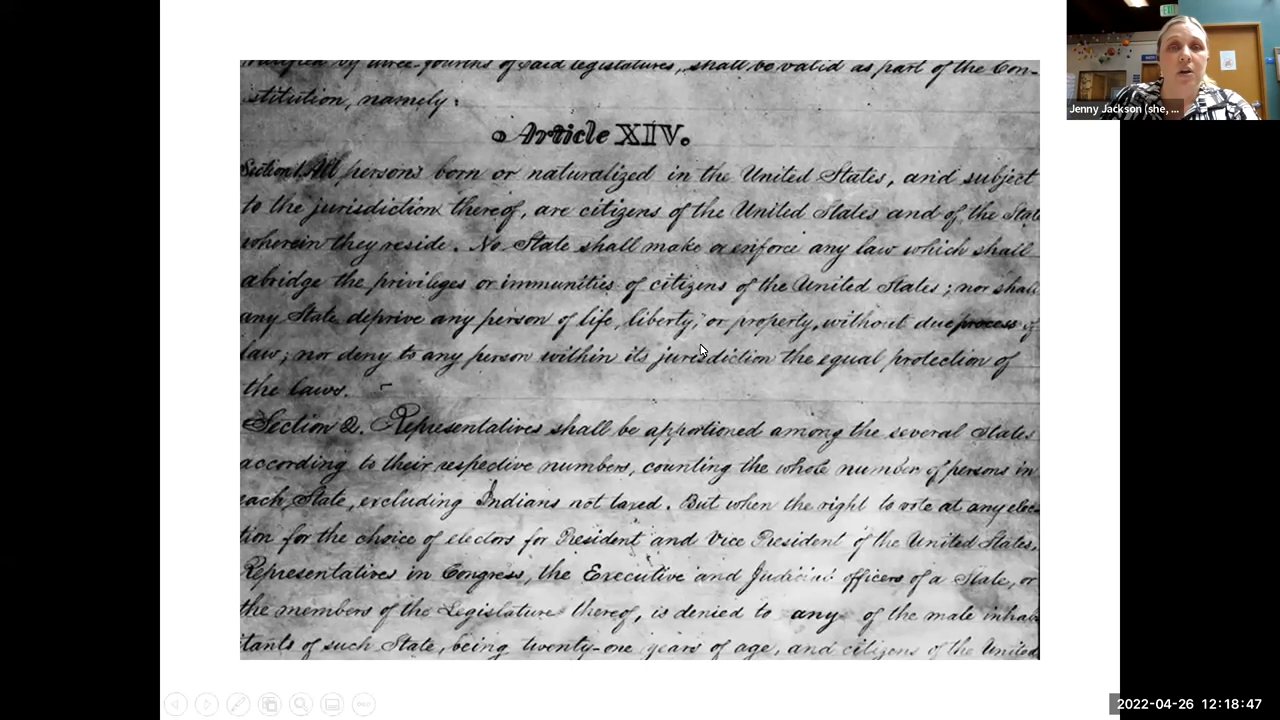 ratified by three-fourths of said legislatures, shall be valid as part of the Con-
stitution, namely:
Article XIV.
Section 1. All persons born or naturalized in the United States, and subject
to the jurisdiction thereof, are citizens of the United States and of the State
wherein they reside. No State shall make or enforce any law which shall
abridge the privileges or immunities of citizens of the United States; nor shall
any State deprive any person of life, liberty, or property, without due process of
law; nor deny to any person within its jurisdiction the equal protection of
the laws.
Section 2. Representatives shall be apportioned among the several States
according to their respective numbers, counting the whole number of persons in
each State, excluding Indians not taxed. But when the right to vote at any elec-
tion for the choice of electors for President and Vice President of the United States,
Representatives in Congress, the Executive and Judicial officers of a State, or
the members of the Legislature thereof, is denied to any of the male inhab
itants of such State, being twenty-one years of age, and citizens of the United
Jenny Jackson (she, ...
2022-04-26 12:18:47